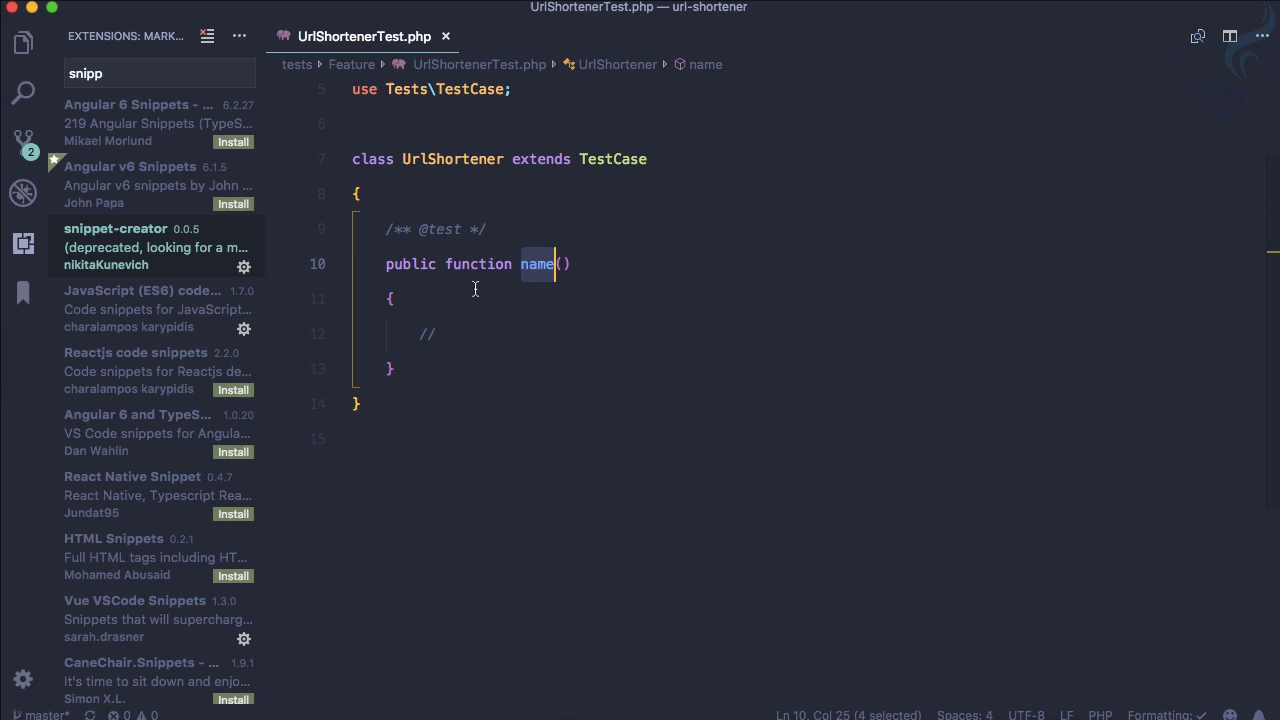 UrlShortenerTest.php — url-shortener
EXTENSIONS: MARK...
UrlShortenerTest.php
snipp
tests Feature UrlShortenerTest.php UrlShortener name
Angular 6 Snippets - ... 6.2.27
219 Angular Snippets (TypeS...
Mikael Morlund Install
2
Angular v6 Snippets 6.1.5
Angular v6 snippets by John ...
John Papa Install
snippet-creator 0.0.5
(deprecated, looking for a m...
nikitaKunevich
JavaScript (ES6) code... 1.7.0
Code snippets for JavaScript...
charalampos karypidis
Reactjs code snippets 2.2.0
Code snippets for Reactjs de...
charalampos karypidis Install
Angular 6 and TypeS... 1.0.20
VS Code snippets for Angula...
Dan Wahlin Install
React Native Snippet 0.4.7
React Native, Typescript Rea...
Jundat95 Install
HTML Snippets 0.2.1
Full HTML tags including HT...
Mohamed Abusaid Install
Vue VSCode Snippets 1.3.0
Snippets that will supercharg...
sarah.drasner
CaneChair.Snippets - ... 1.9.1
It's time to sit down and enjo...
Simon X.L. Install
5 use Tests\TestCase;
6
7 class UrlShortener extends TestCase
8 {
9 /** @test */
10 public function name()
11 {
12 //
13 }
14 }
15
master* 0 0 Ln 10, Col 25 (4 selected) Spaces: 4 UTF-8 LF PHP Formatting: ✓